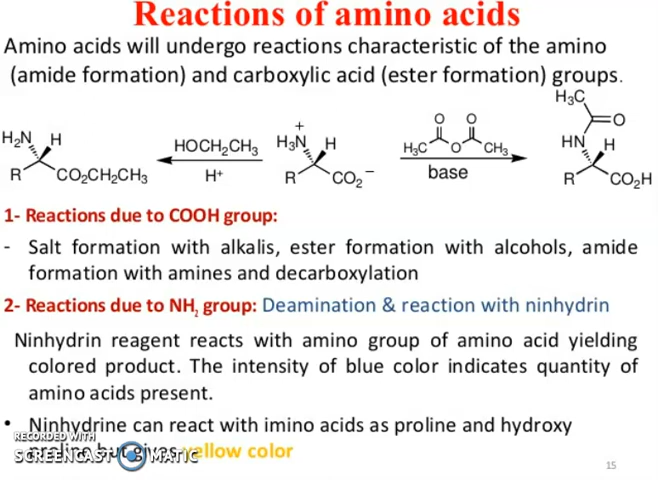 Reactions of amino acids
Amino acids will undergo reactions characteristic of the amino
(amide formation) and carboxylic acid (ester formation) groups.
H₂N H
R CO₂CH₂CH₃
HOCH₂CH₃
H⁺
+
H₃N H
R CO₂⁻
O O
H₃C O CH₃
base
H₃C
O
HN H
R CO₂H
1- Reactions due to COOH group:
- Salt formation with alkalis, ester formation with alcohols, amide
formation with amines and decarboxylation
2- Reactions due to NH₂ group: Deamination & reaction with ninhydrin
Ninhydrin reagent reacts with amino group of amino acid yielding
colored product. The intensity of blue color indicates quantity of
amino acids present.
• Ninhydrine can react with imino acids as proline and hydroxy
proline but gives yellow color
RECORDED WITH
SCREENCAST MATIC
15